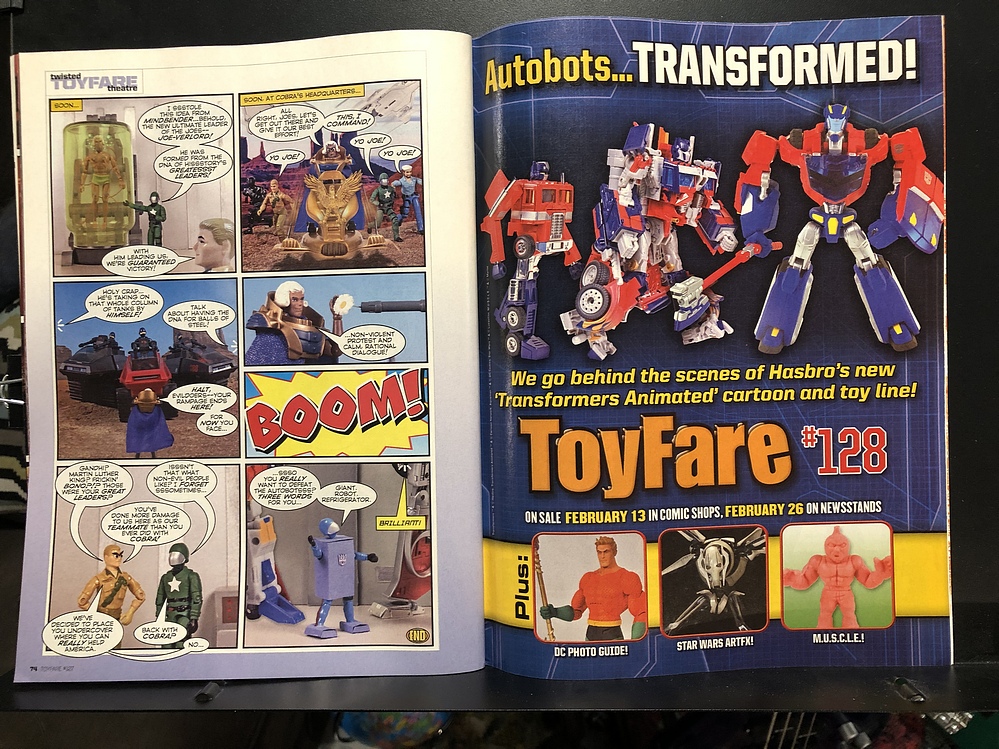 twisted
TOYFARE
theatre
SOON...
I SSSTOLE
THIS IDEA FROM
MINDBENDER...BEHOLD,
THE NEW ULTIMATE LEADER
OF THE JOES--
JOE-VERLORD!
HE WAS
FORMED FROM THE
DNA OF HISSSTORY'S
GREATESSST
LEADERS!
WITH
HIM LEADING US,
WE'RE GUARANTEED
VICTORY!
SOON, AT COBRA'S HEADQUARTERS...
ALL
RIGHT, JOES, LET'S
GET OUT THERE AND
GIVE IT OUR BEST
EFFORT!
THIS, I
COMMAND!
YO JOE!
YO JOE!
YO JOE!
HOLY CRAP...
HE'S TAKING ON
THAT WHOLE COLUMN
OF TANKS BY
HIMSELF!
TALK
ABOUT HAVING THE
DNA FOR BALLS OF
STEEL!
HALT,
EVILDOERS--YOUR
RAMPAGE ENDS
HERE!
FOR
NOW YOU
FACE...
...NON-VIOLENT
PROTEST AND
CALM, RATIONAL
DIALOGUE!
BOOM!
GANDHI?
MARTIN LUTHER
KING? FRICKIN'
BONO?!? THOSE
WERE YOUR GREAT
LEADERS?
ISSSN'T
THAT WHAT
NON-EVIL PEOPLE
LIKE? I FORGET
SSSOMETIMES...
YOU'VE
DONE MORE DAMAGE
TO US HERE AS OUR
TEAMMATE THAN YOU
EVER DID WITH
COBRA!
WE'VE
DECIDED TO PLACE
YOU UNDERCOVER
WHERE YOU CAN
REALLY HELP
AMERICA.
BACK WITH
COBRA?
NO...
...SSSO
YOU REALLY
WANT TO DEFEAT
THE AUTOBOTSSS?
THREE WORDS
FOR YOU...
GIANT.
ROBOT.
REFRIGERATOR.
BRILLIANT!
END
74
Autobots...TRANSFORMED!
We go behind the scenes of Hasbro's new
'Transformers Animated' cartoon and toy line!
ToyFare #128
ON SALE FEBRUARY 13 IN COMIC SHOPS, FEBRUARY 26 ON NEWSSTANDS
Plus:
DC PHOTO GUIDE!
STAR WARS ARTFX!
M.U.S.C.L.E.!